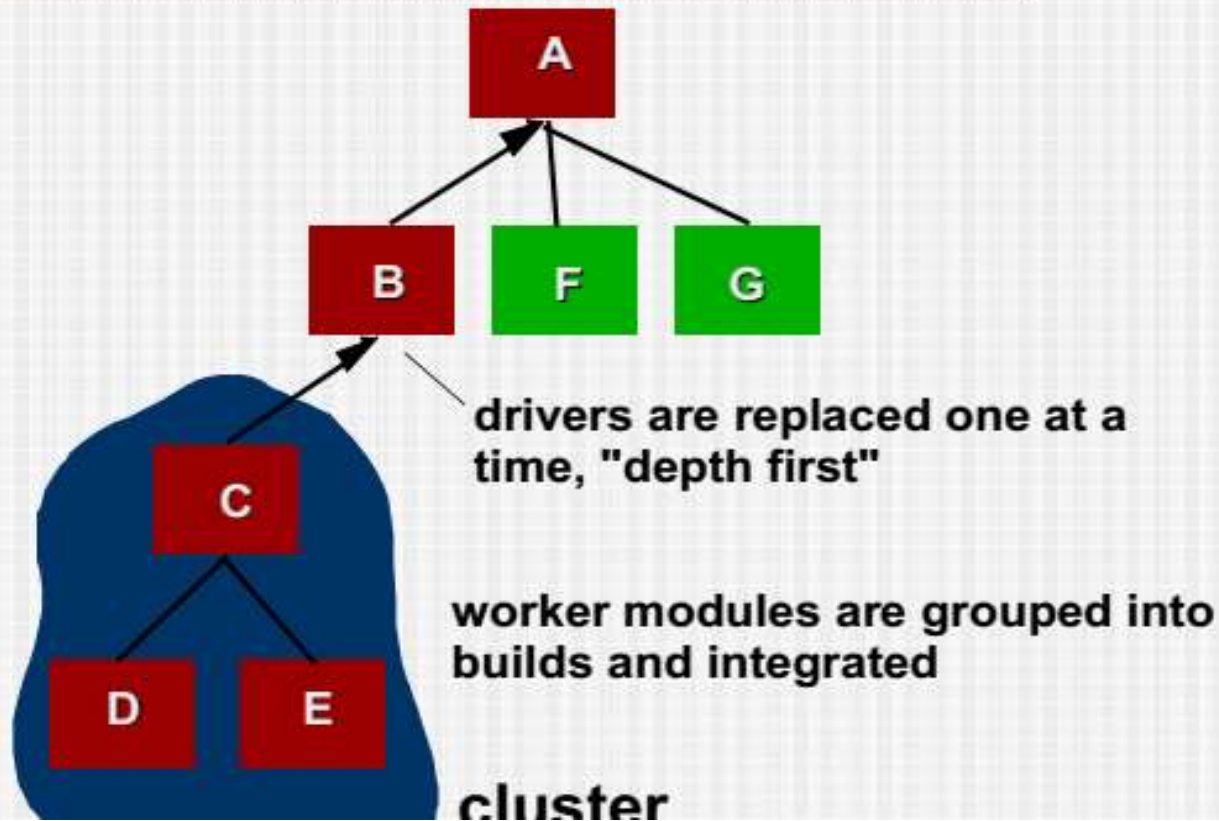 A
B
F
G
drivers are replaced one at a
time, "depth first"
C
worker modules are grouped into
builds and integrated
D
E
cluster